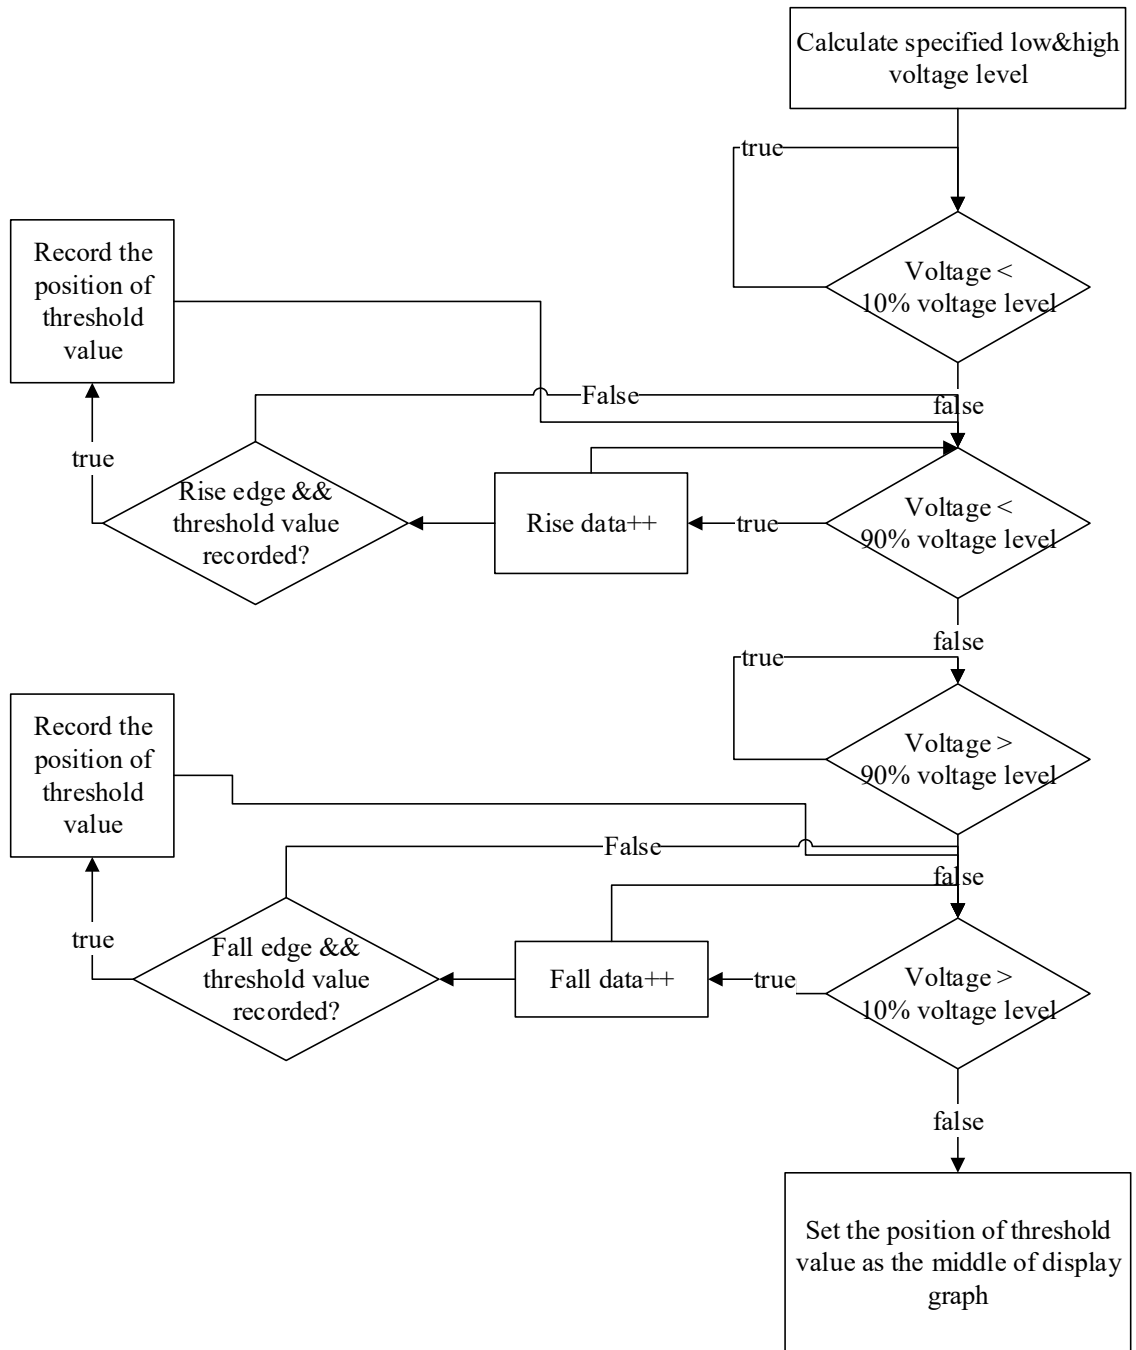 Calculate specified low&high
voltage level
true
Voltage <
10% voltage level
Record the
position of
threshold
value
False
false
true
Rise edge &&
threshold value
recorded?
Rise data++
true
Voltage <
90% voltage level
false
true
Voltage >
90% voltage level
Record the
position of
threshold
value
False
false
true
Fall edge &&
threshold value
recorded?
Fall data++
true
Voltage >
10% voltage level
false
Set the position of threshold
value as the middle of display
graph